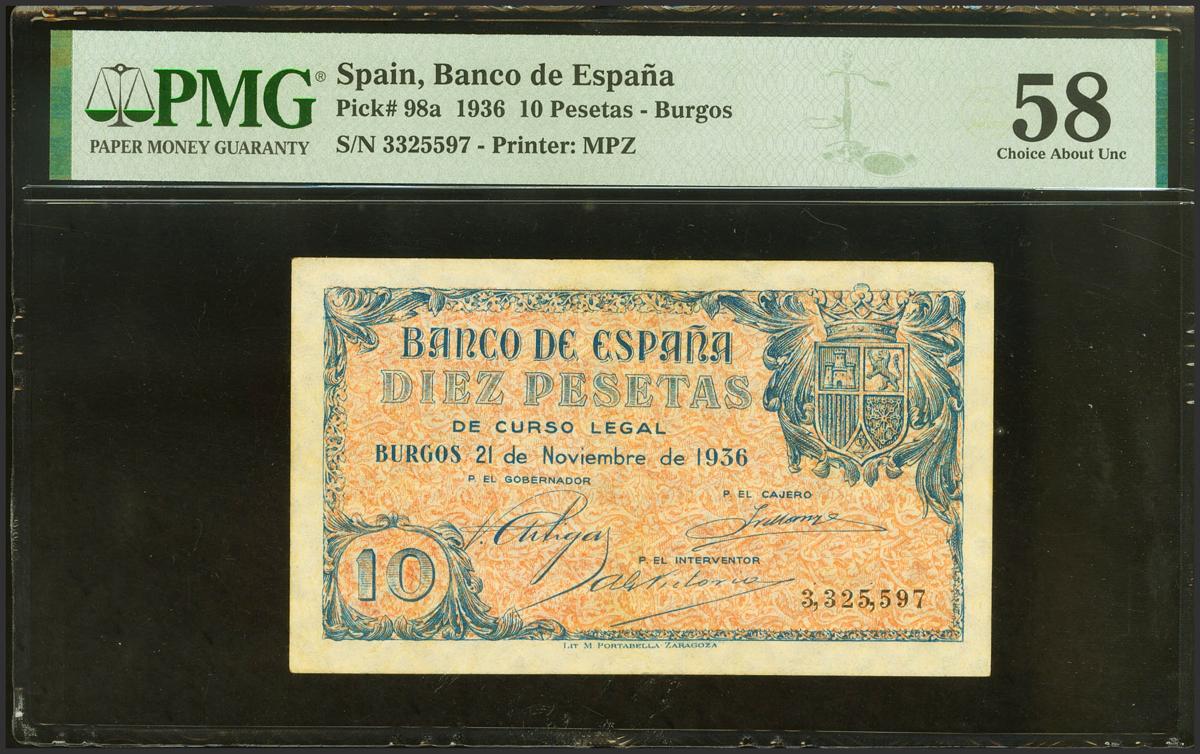 PMG®
PAPER MONEY GUARANTY
Spain, Banco de España
Pick# 98a 1936 10 Pesetas - Burgos
S/N 3325597 - Printer: MPZ
58
Choice About Unc
BANCO DE ESPAÑA
DIEZ PESETAS
DE CURSO LEGAL
BURGOS 21 de Noviembre de 1936
P. EL GOBERNADOR
P. EL CAJERO
P. EL INTERVENTOR
10
3,325,597
LIT M PORTABELLA ZARAGOZA